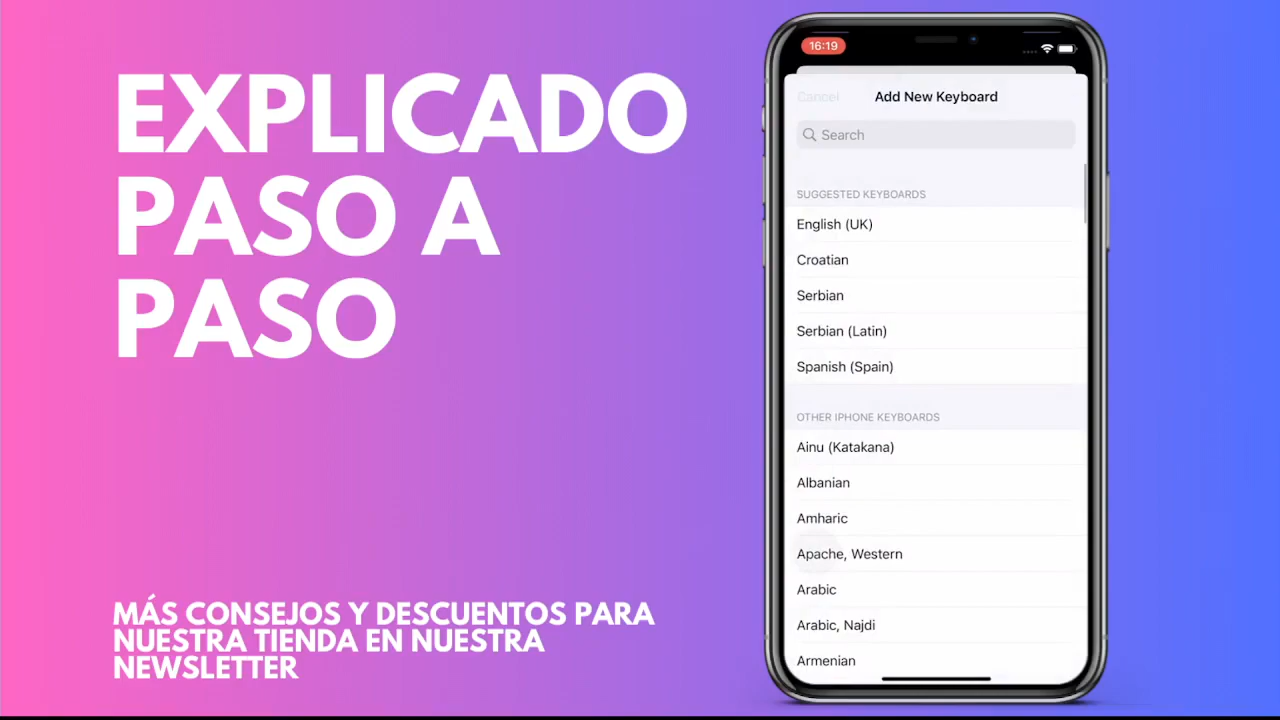 EXPLICADO
PASO A
PASO
MÁS CONSEJOS Y DESCUENTOS PARA
NUESTRA TIENDA EN NUESTRA
NEWSLETTER
16:19
Cancel
Add New Keyboard
Search
SUGGESTED KEYBOARDS
English (UK)
Croatian
Serbian
Serbian (Latin)
Spanish (Spain)
OTHER IPHONE KEYBOARDS
Ainu (Katakana)
Albanian
Amharic
Apache, Western
Arabic
Arabic, Najdi
Armenian